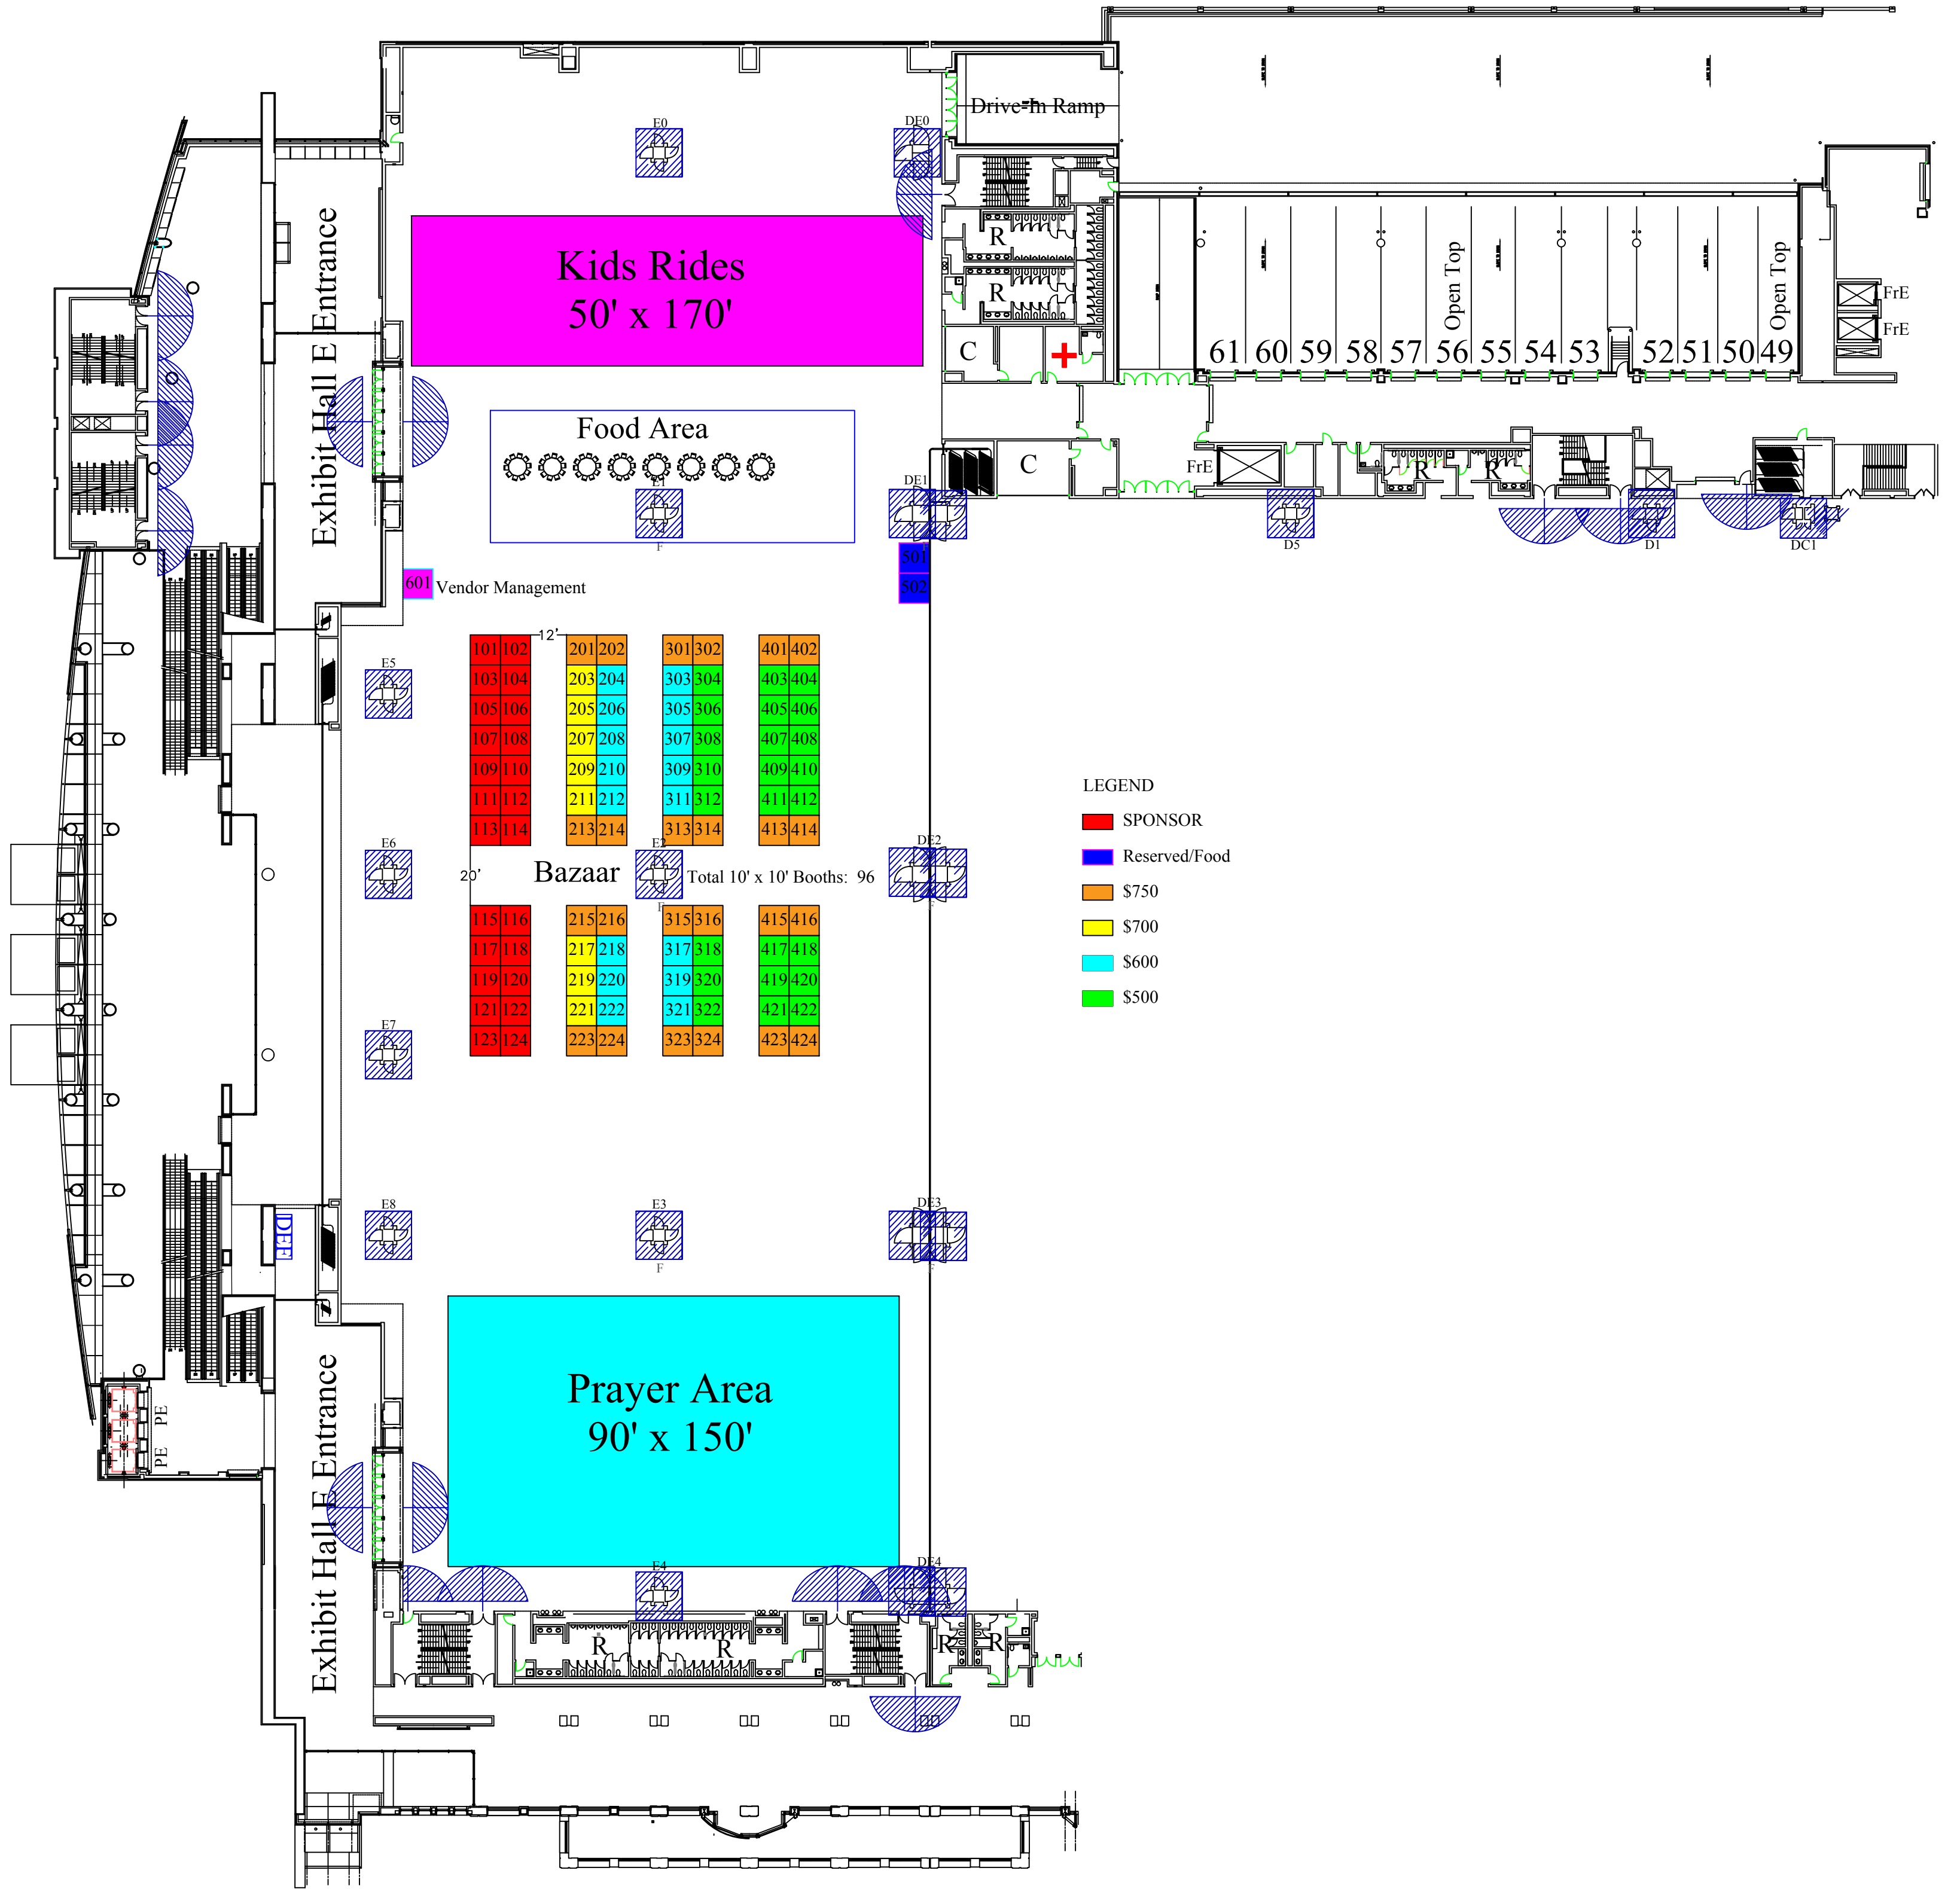 Drive-In Ramp
E0
DE0
Exhibit Hall E Entrance
Kids Rides
50' x 170'
R
R
C
Open Top
Open Top
FrE
FrE
61 60 59 58 57 56 55 54 53 52 51 50 49
Food Area
E1
F
DE1
C
FrE
R
R
D5
D1
DC1
501
502
601 Vendor Management
12'
101 102 201 202 301 302 401 402
103 104 203 204 303 304 403 404
105 106 205 206 305 306 405 406
107 108 207 208 307 308 407 408
109 110 209 210 309 310 409 410
111 112 211 212 311 312 411 412
113 114 213 214 313 314 413 414
E5
E6
20'
Bazaar
E2
F
Total 10' x 10' Booths: 96
DE2
F
115 116 215 216 315 316 415 416
117 118 217 218 317 318 417 418
119 120 219 220 319 320 419 420
121 122 221 222 321 322 421 422
123 124 223 224 323 324 423 424
E7
LEGEND
SPONSOR
Reserved/Food
$750
$700
$600
$500
E8
E3
F
DE3
F
DEF
Prayer Area
90' x 150'
PE
PE
Exhibit Hall E Entrance
E4
DE4
R
R
R
R